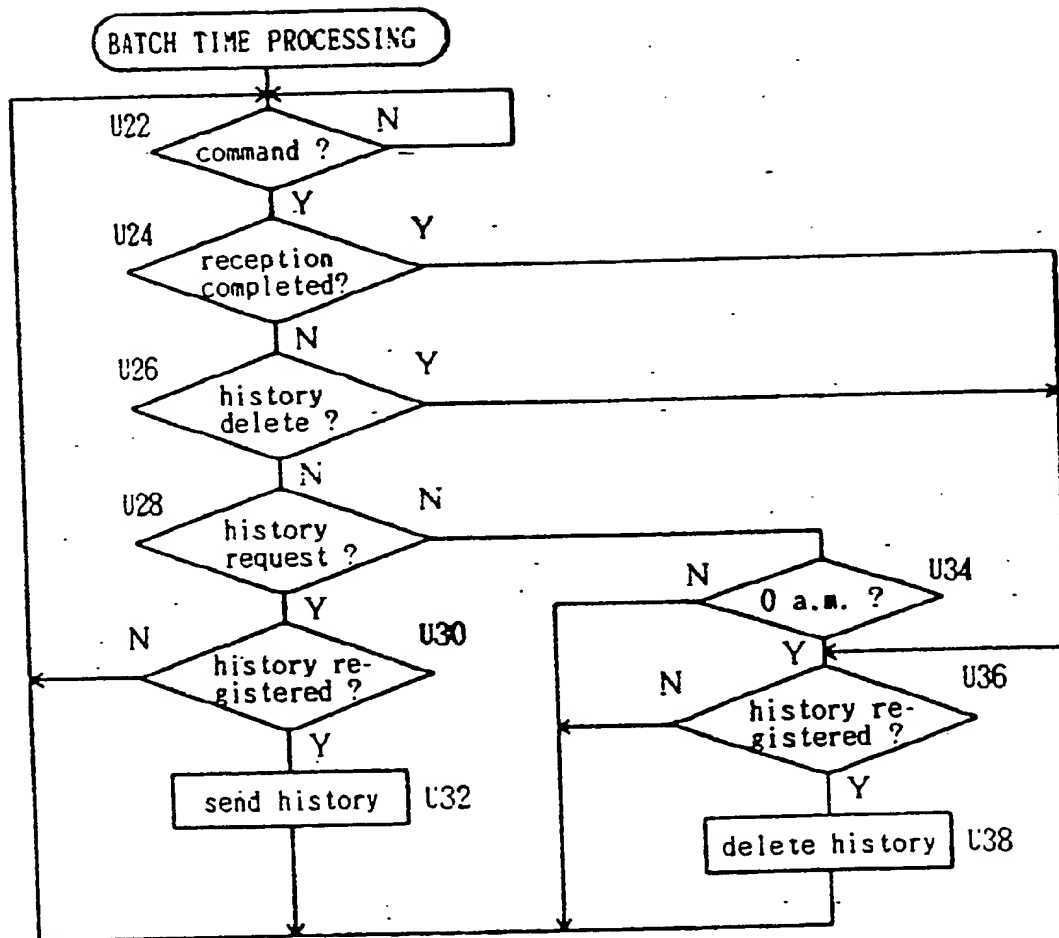 BATCH TIME PROCESSING
U22
N
command ?
Y
U24
Y
reception
completed?
N
U26
Y
history
delete ?
N
U28
N
history
request ?
Y
N
U34
0 a.m. ?
Y
N
U30
history re-
gistered ?
Y
N
U36
history re-
gistered ?
Y
send history
U32
delete history
U38